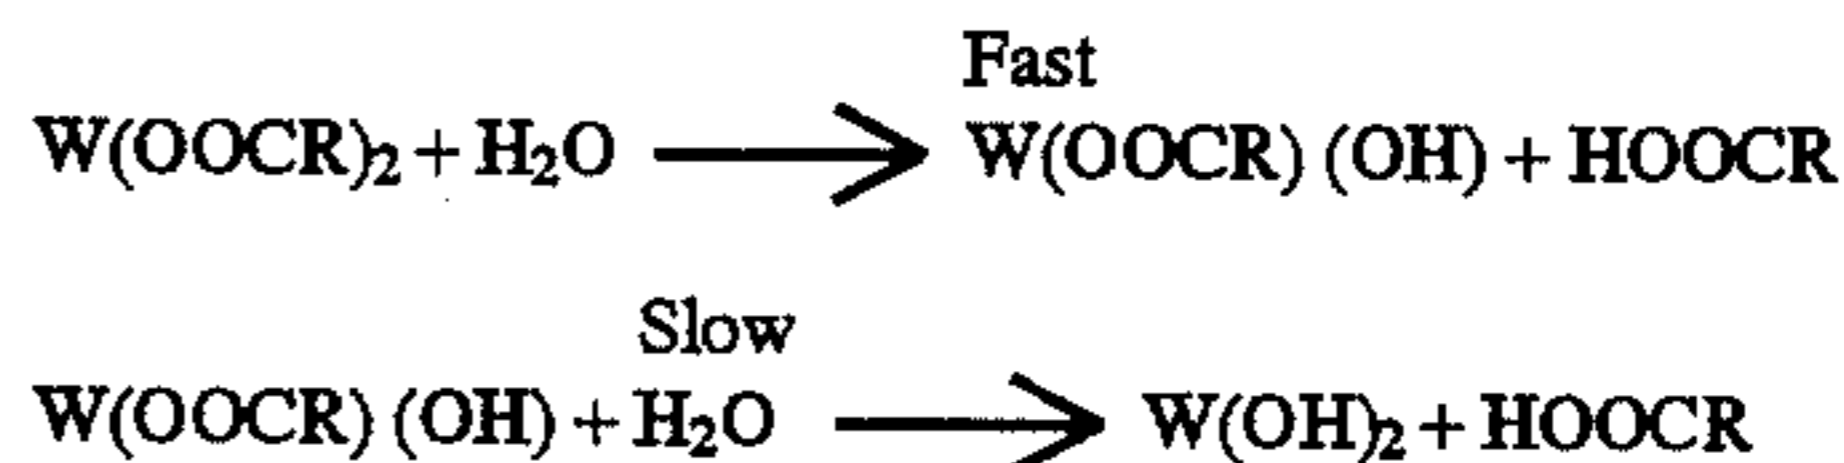 Fast
W(OOCR)₂ + H₂O ⟶ W(OOCR) (OH) + HOOCR
Slow
W(OOCR) (OH) + H₂O ⟶ W(OH)₂ + HOOCR